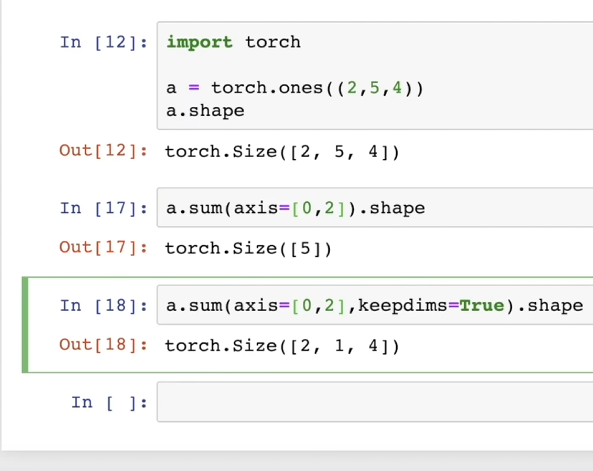 In [12]: import torch
a = torch.ones((2,5,4))
a.shape
Out[12]: torch.Size([2, 5, 4])
In [17]: a.sum(axis=[0,2]).shape
Out[17]: torch.Size([5])
In [18]: a.sum(axis=[0,2],keepdims=True).shape
Out[18]: torch.Size([2, 1, 4])
In [ ]: